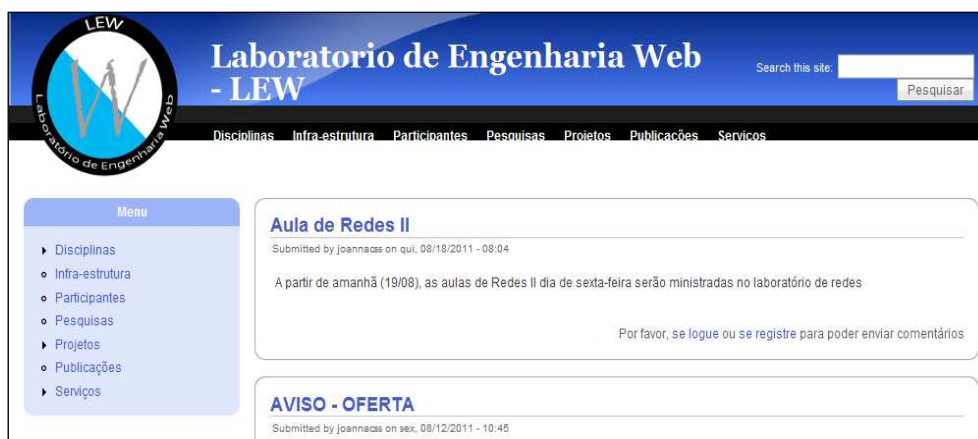 LEW
Laboratório de Engenharia Web
Laboratorio de Engenharia Web
- LEW
Search this site:
Pesquisar
Disciplinas Infra-estrutura Participantes Pesquisas Projetos Publicações Serviços
Menu
Disciplinas
Infra-estrutura
Participantes
Pesquisas
Projetos
Publicações
Serviços
Aula de Redes II
Submitted by joannacss on qui, 08/18/2011 - 08:04
A partir de amanhã (19/08), as aulas de Redes II dia de sexta-feira serão ministradas no laboratório de redes
Por favor, se logue ou se registre para poder enviar comentários
AVISO - OFERTA
Submitted by joannacss on sex, 08/12/2011 - 10:45